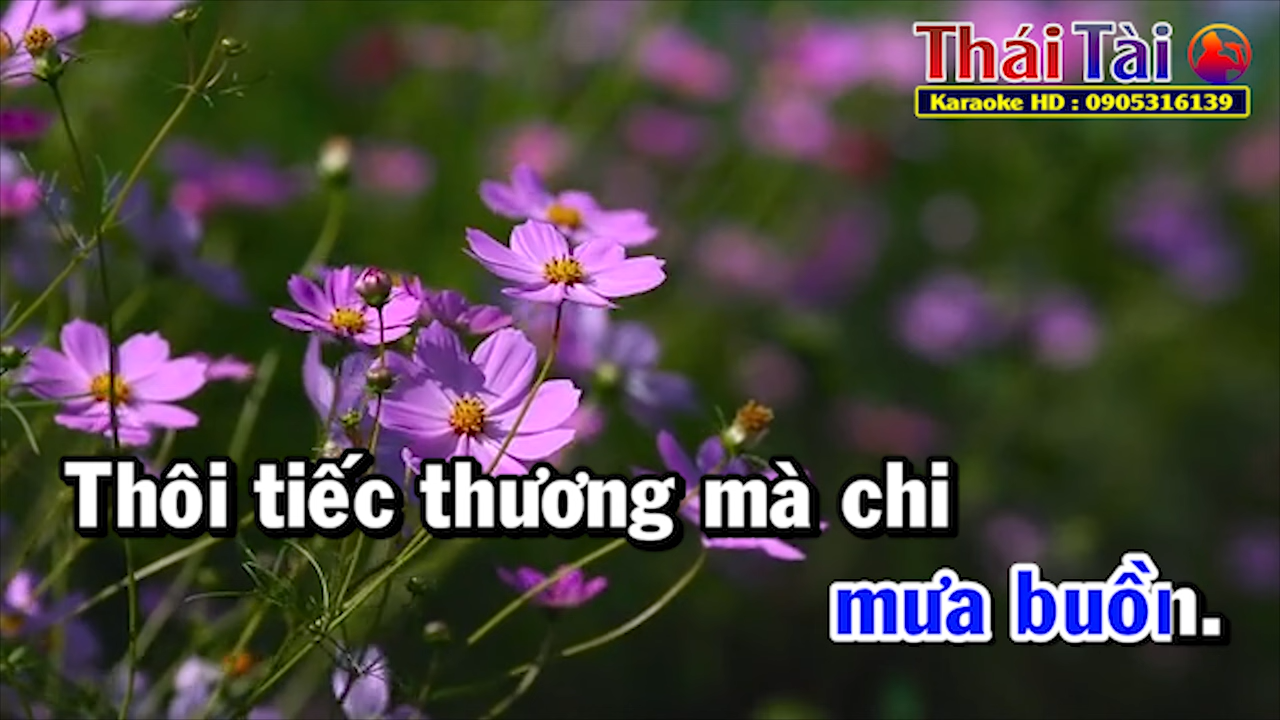 Thái Tài
Karaoke HD : 0905316139
Thôi tiếc thương mà chi
mưa buồn.